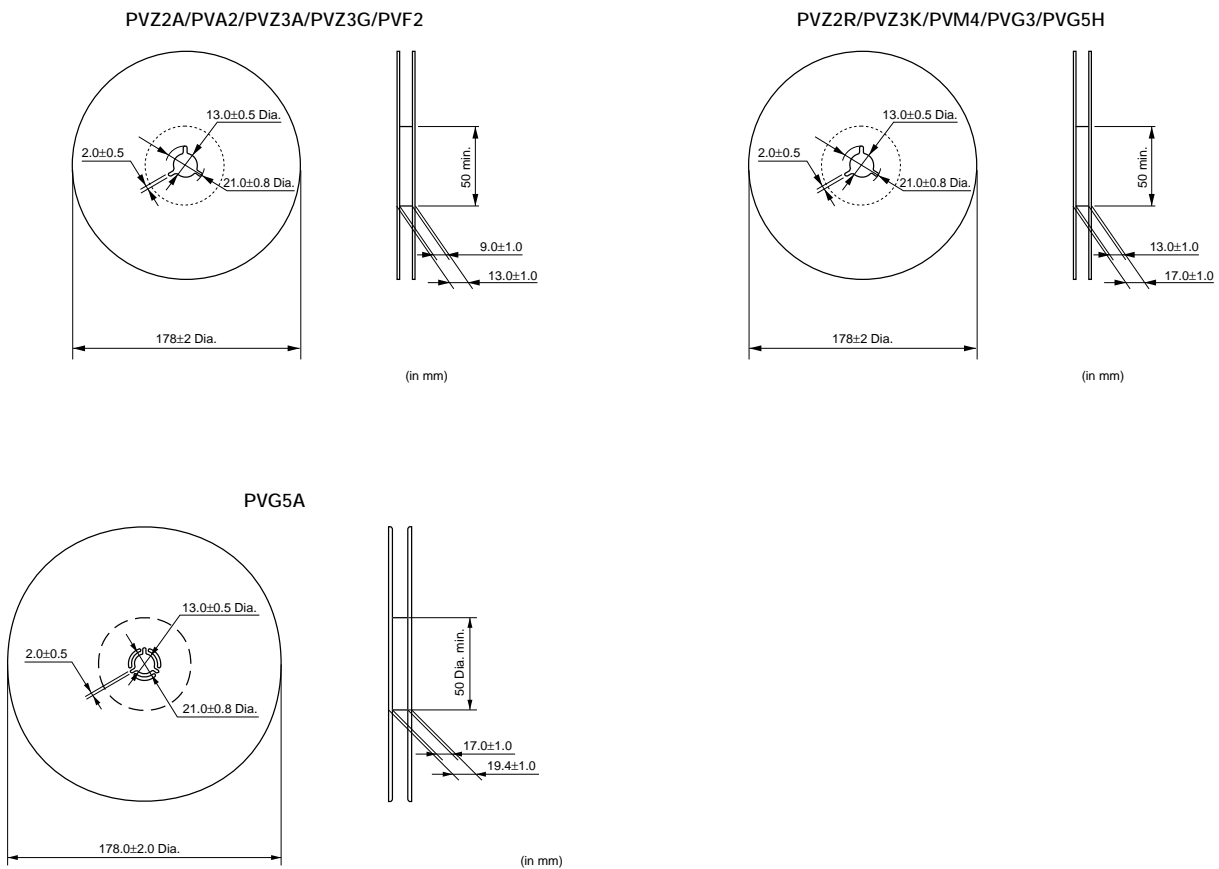 PVZ2A/PVA2/PVZ3A/PVZ3G/PVF2
13.0±0.5 Dia.
2.0±0.5
21.0±0.8 Dia.
50 min.
9.0±1.0
13.0±1.0
178±2 Dia.
(in mm)
PVZ2R/PVZ3K/PVM4/PVG3/PVG5H
13.0±0.5 Dia.
2.0±0.5
21.0±0.8 Dia.
50 min.
13.0±1.0
17.0±1.0
178±2 Dia.
(in mm)
PVG5A
13.0±0.5 Dia.
2.0±0.5
21.0±0.8 Dia.
50 Dia. min.
17.0±1.0
19.4±1.0
178.0±2.0 Dia.
(in mm)